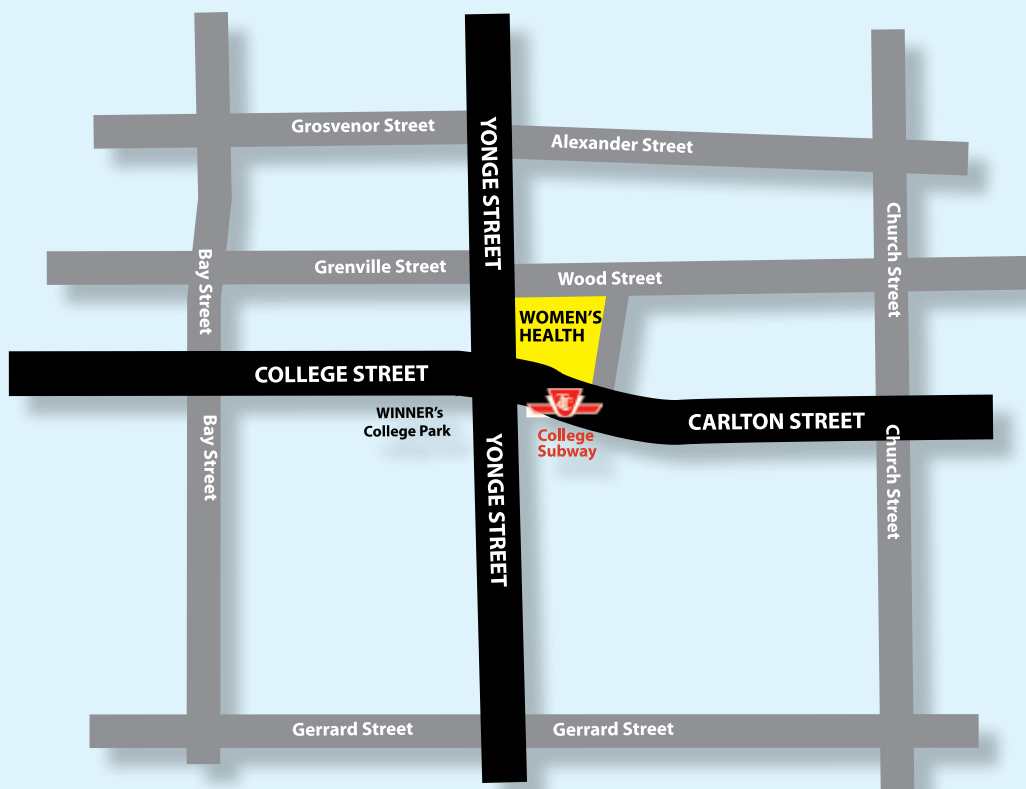 Grosvenor Street
Alexander Street
YONGE STREET
Church Street
Bay Street
Grenville Street
Wood Street
WOMEN'S
HEALTH
COLLEGE STREET
WINNER's
College Park
College
Subway
CARLTON STREET
Bay Street
YONGE STREET
Church Street
Gerrard Street
Gerrard Street